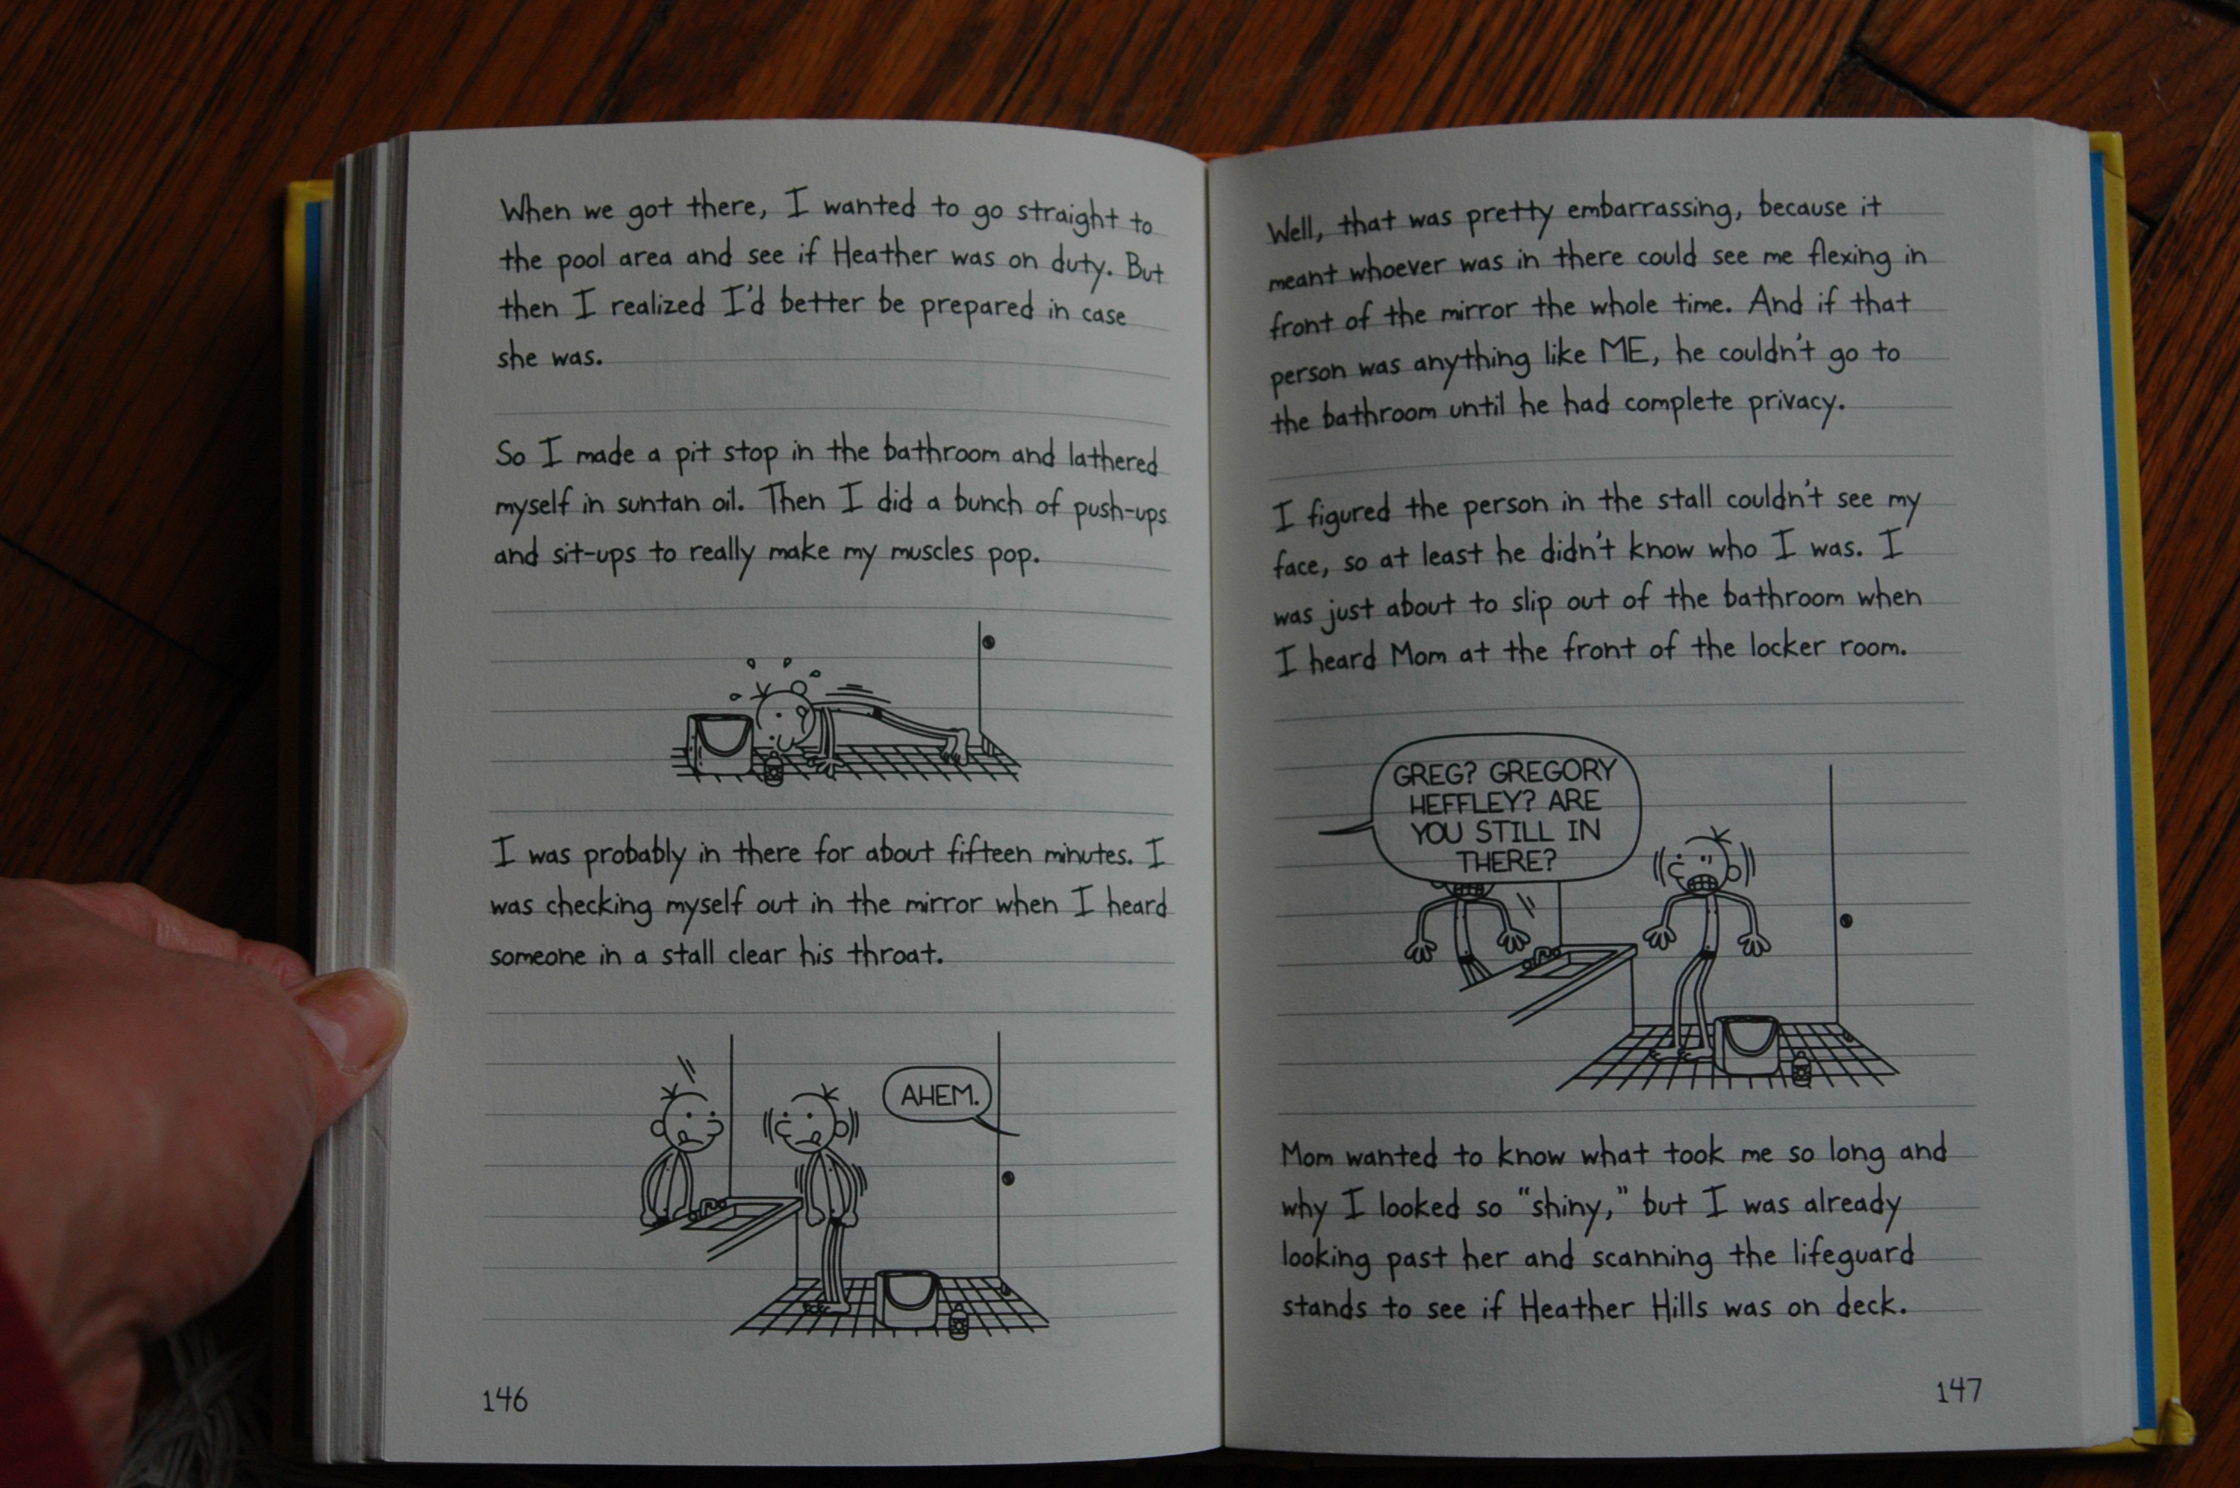 When we got there, I wanted to go straight to
the pool area and see if Heather was on duty. But
then I realized I'd better be prepared in case
she was.
So I made a pit stop in the bathroom and lathered
myself in suntan oil. Then I did a bunch of push-ups
and sit-ups to really make my muscles pop.
I was probably in there for about fifteen minutes. I
was checking myself out in the mirror when I heard
someone in a stall clear his throat.
AHEM.
146
Well, that was pretty embarrassing, because it
meant whoever was in there could see me flexing in
front of the mirror the whole time. And if that
person was anything like ME, he couldn't go to
the bathroom until he had complete privacy.
I figured the person in the stall couldn't see my
face, so at least he didn't know who I was. I
was just about to slip out of the bathroom when
I heard Mom at the front of the locker room.
GREG? GREGORY
HEFFLEY? ARE
YOU STILL IN
THERE?
Mom wanted to know what took me so long and
why I looked so "shiny," but I was already
looking past her and scanning the lifeguard
stands to see if Heather Hills was on deck.
147